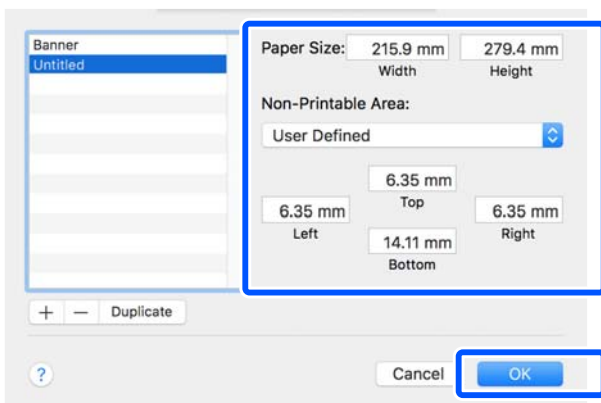 Banner
Untitled
Paper Size: 215.9 mm 279.4 mm
Width Height
Non-Printable Area:
User Defined
6.35 mm
Top
6.35 mm 6.35 mm
Left Right
14.11 mm
Bottom
+ − Duplicate
? Cancel OK